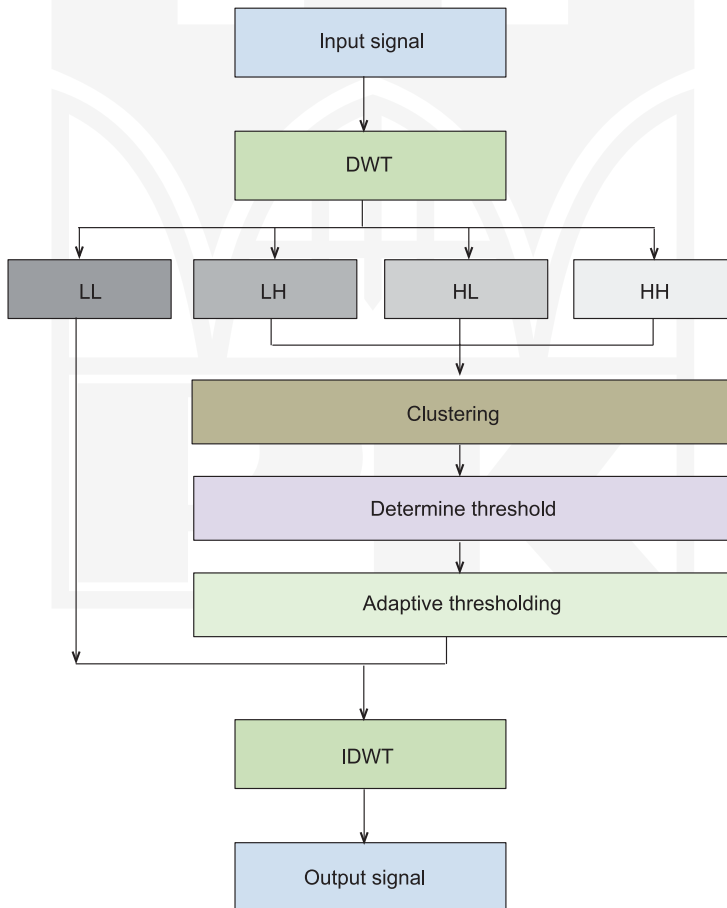 Input signal
DWT
LL
LH
HL
HH
Clustering
Determine threshold
Adaptive thresholding
IDWT
Output signal